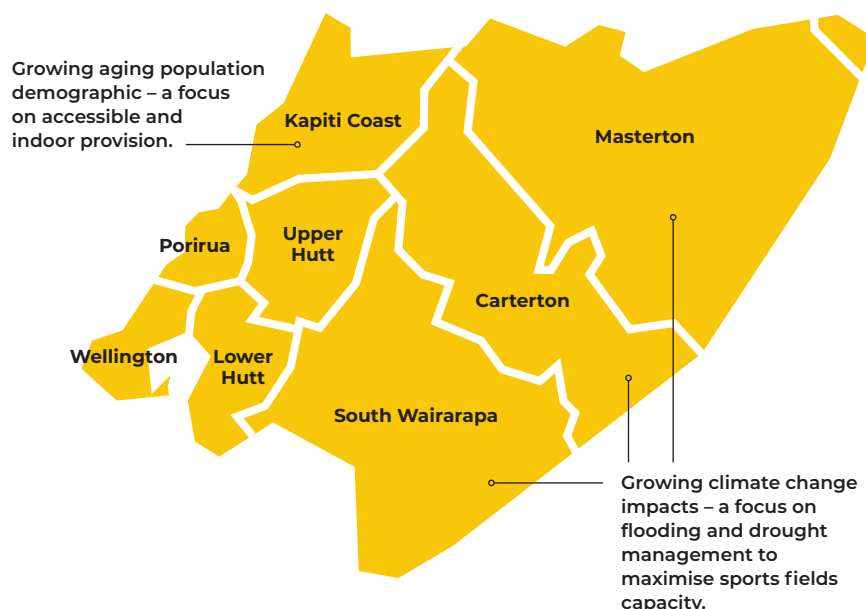 Growing aging population
demographic – a focus
on accessible and
indoor provision.
Kapiti Coast
Masterton
Porirua
Upper
Hutt
Carterton
Wellington
Lower
Hutt
South Wairarapa
Growing climate change
impacts – a focus on
flooding and drought
management to
maximise sports fields
capacity.